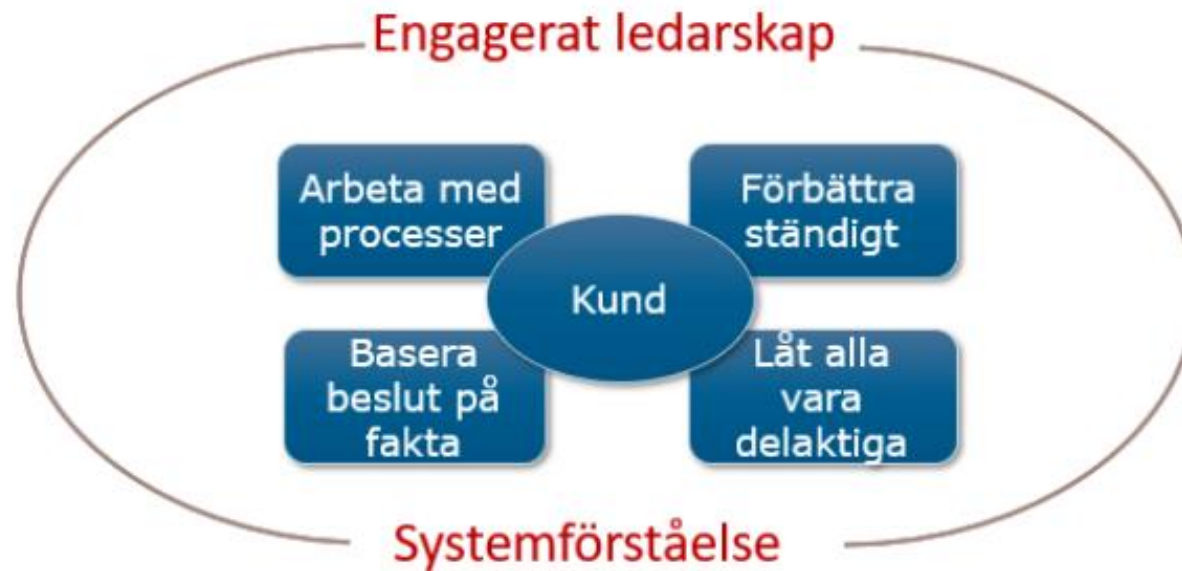 Engagerat ledarskap
Arbeta med
processer
Förbättra
ständigt
Kund
Basera
beslut på
fakta
Låt alla
vara
delaktiga
Systemförståelse